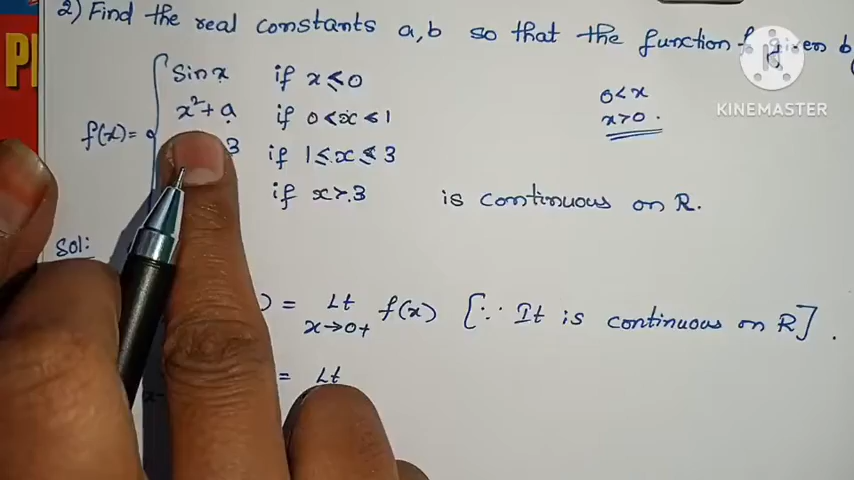 P
2) Find the real constants a, b so that the function f given b
f(x) =
Sin x if x ≤ 0
x² + a if 0 < x < 1
3 if 1 ≤ x ≤ 3
if x > 3
0 < x
x > 0.
is continuous on R.
Sol:
) = Lt x→0+ f(x) [∵ It is continuous on R].
= Lt
KINEMASTER